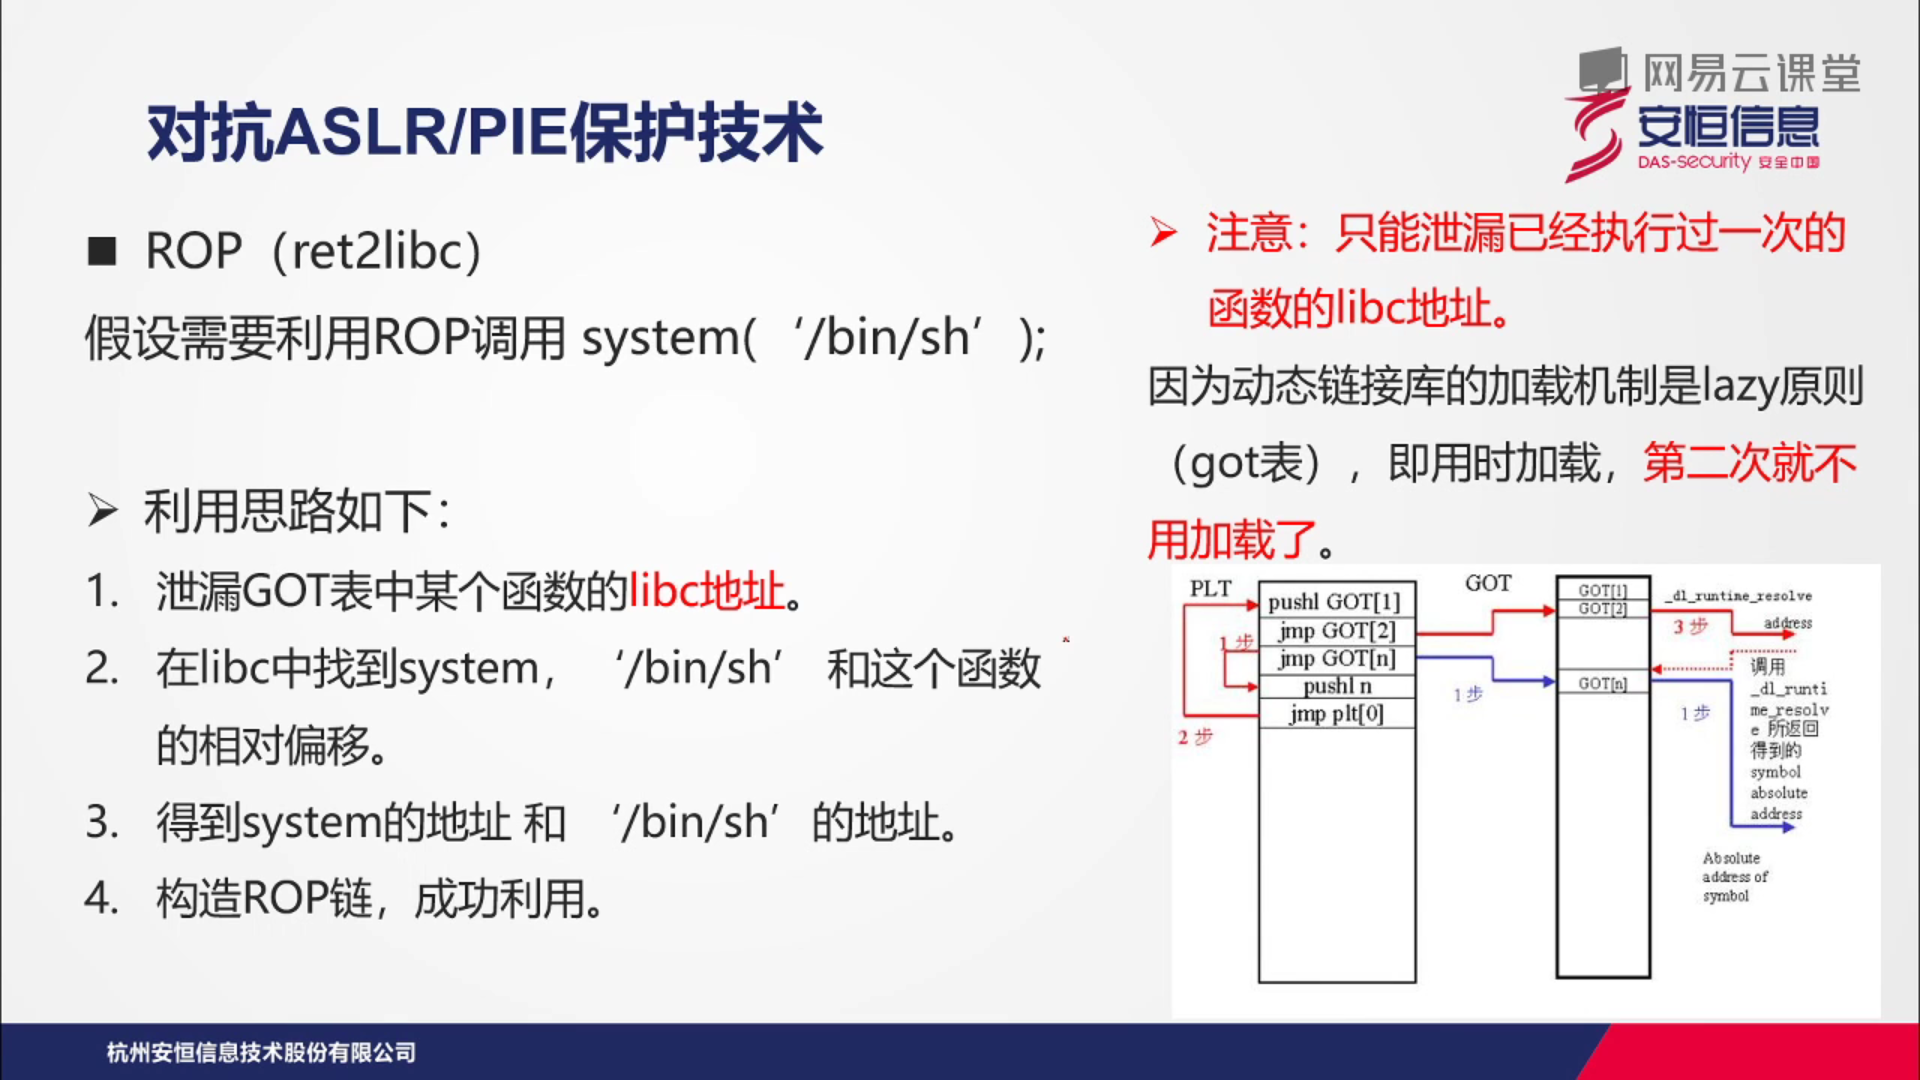 网易云课堂
安恒信息
DAS-security 安全中国
对抗ASLR/PIE保护技术
■ ROP（ret2libc）
假设需要利用ROP调用 system(‘/bin/sh’);
➢ 利用思路如下：
1. 泄漏GOT表中某个函数的libc地址。
2. 在libc中找到system，‘/bin/sh’ 和这个函数
的相对偏移。
3. 得到system的地址 和 ‘/bin/sh’的地址。
4. 构造ROP链，成功利用。
➢ 注意：只能泄漏已经执行过一次的
函数的libc地址。
因为动态链接库的加载机制是lazy原则
（got表），即用时加载，第二次就不
用加载了。
PLT
pushl GOT[1]
jmp GOT[2]
jmp GOT[n]
pushl n
jmp plt[0]
1 步
2 步
GOT
1 步
GOT[1]
GOT[2]
GOT[n]
_dl_runtime_resolve
address
3 步
1 步
调用
_dl_runti
me_resolv
e 所返回
得到的
symbol
absolute
address
Absolute
address of
symbol
杭州安恒信息技术股份有限公司